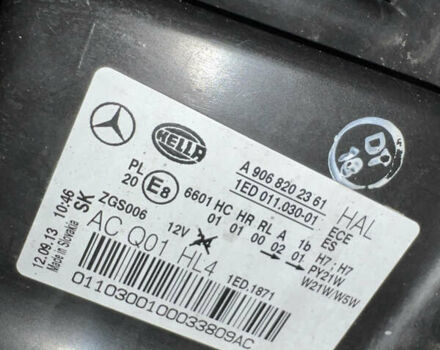 HELLA
A 906 820 23 61
1ED 011.030-01
HAL
PL
20
E8
6601 HC HR RL A 1b ECE
01 01 00 02 01 ES
ZGS006
12V
H7 · H7
PY21W
W21W/W5W
SK
AC Q01 HL4
1ED.1871
12.09.13 10:46
Made in Slovakia
01103001000033809AC